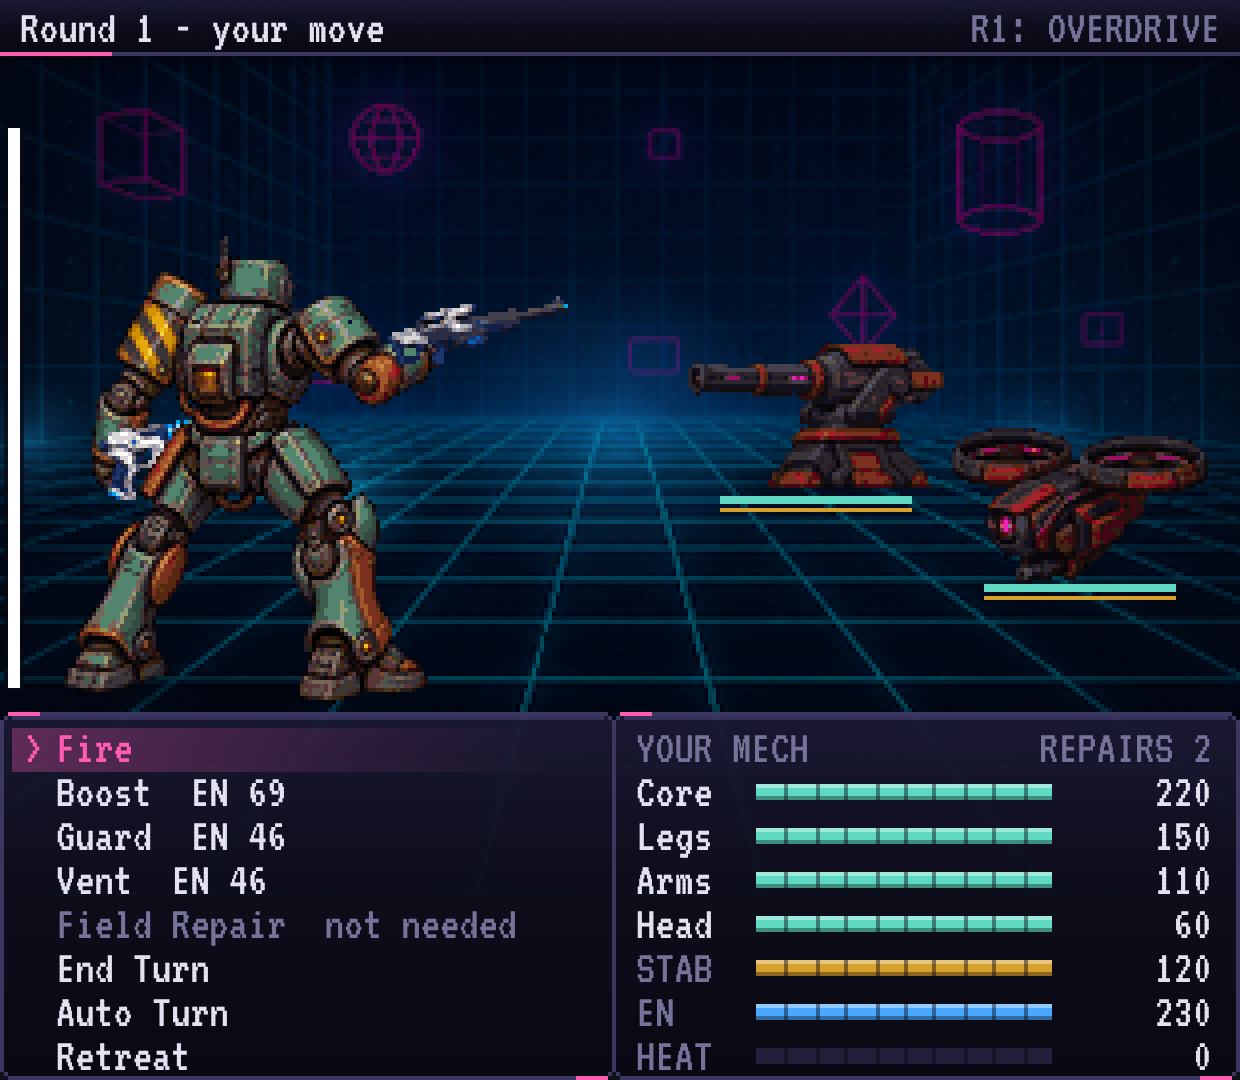 Round 1 - your move
R1: OVERDRIVE
> Fire
Boost EN 69
Guard EN 46
Vent EN 46
Field Repair not needed
End Turn
Auto Turn
Retreat
YOUR MECH REPAIRS 2
Core 220
Legs 150
Arms 110
Head 60
STAB 120
EN 230
HEAT 0